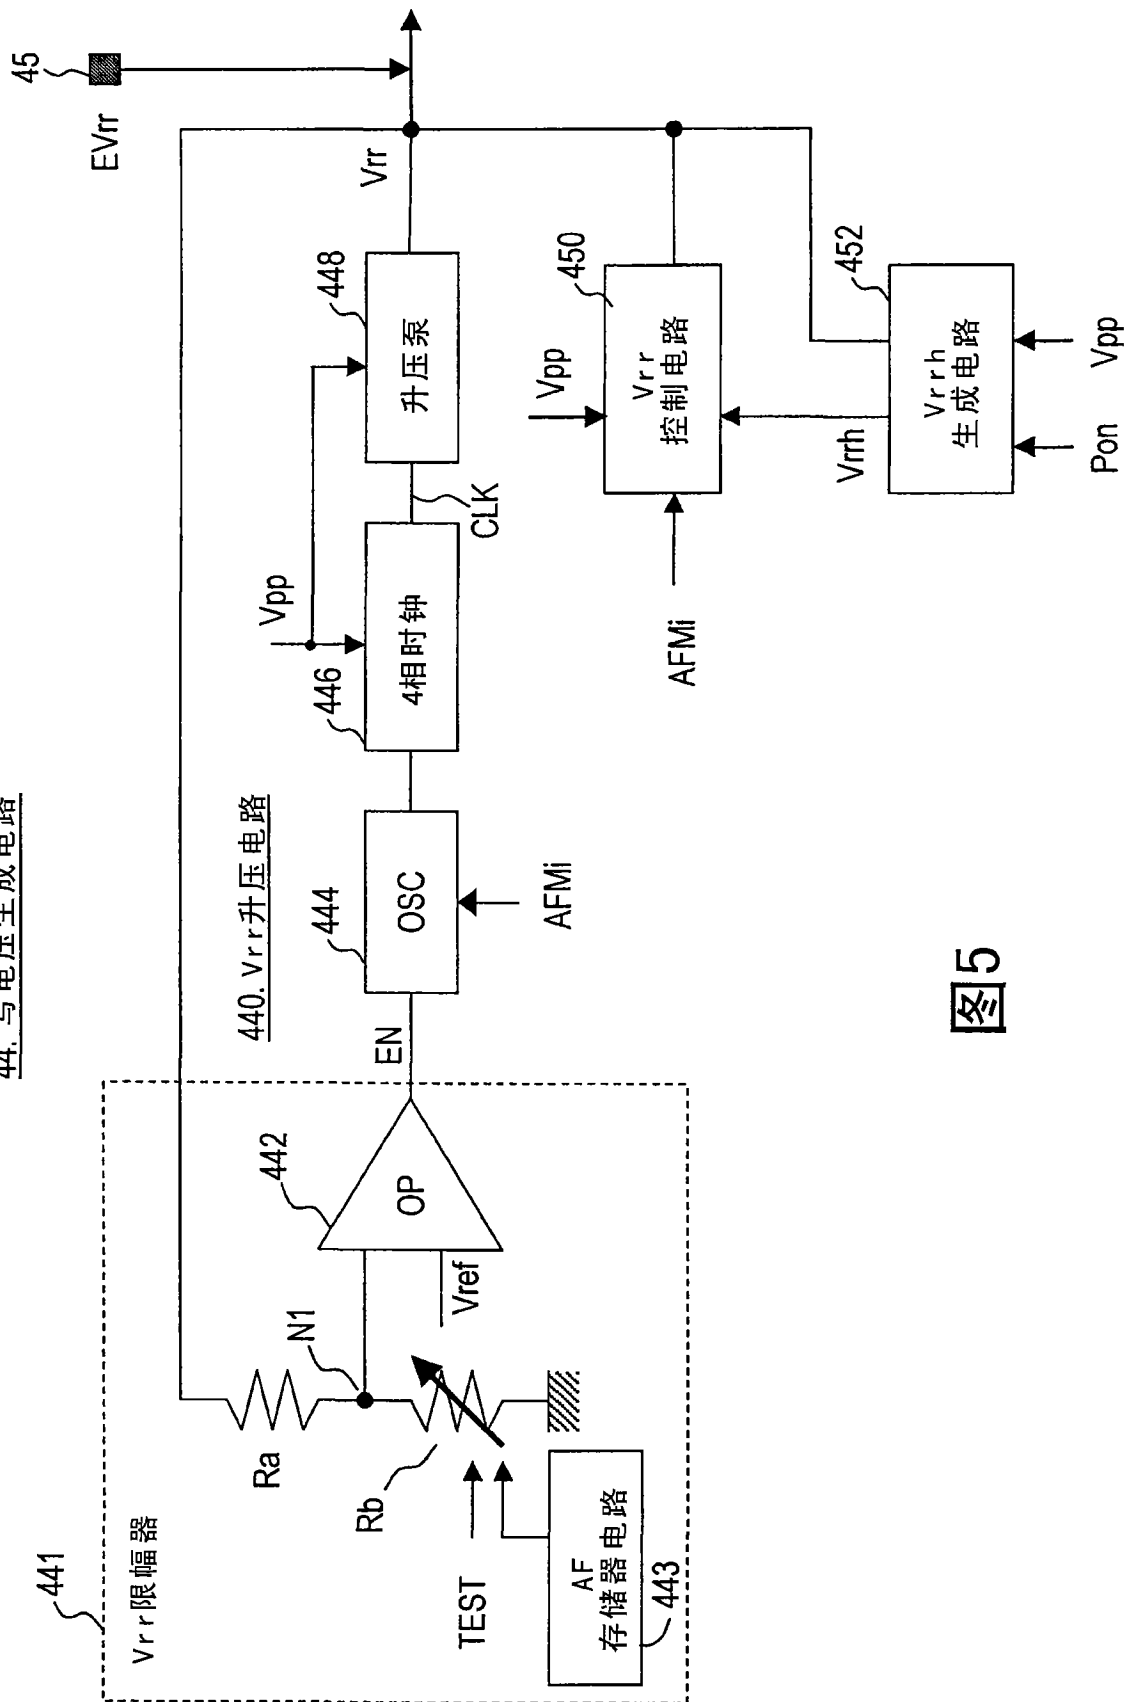 44. 写电压生成电路
45
EVrr
441
Vrr限幅器
440. Vrr升压电路
Ra
N1
442
OP
Vref
EN
444
OSC
AFMi
446
4相时钟
Vpp
CLK
448
升压泵
Vrr
Rb
TEST
AF
存储器电路
443
Vpp
450
Vrr
控制电路
AFMi
Vrrh
452
Vrrh
生成电路
Pon
Vpp
图5